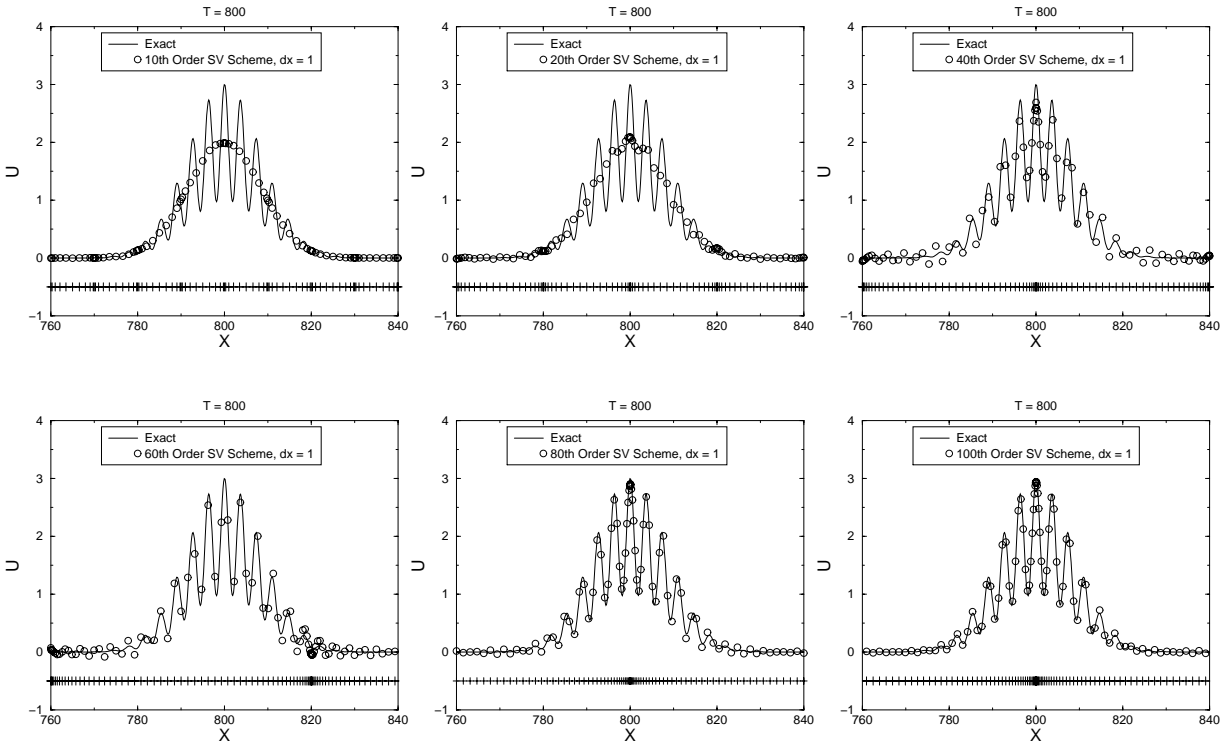 T = 800
4
3
2
1
0
−1
U
Exact
10th Order SV Scheme, dx = 1
760
780
800
820
840
X
T = 800
4
3
2
1
0
−1
U
Exact
20th Order SV Scheme, dx = 1
760
780
800
820
840
X
T = 800
4
3
2
1
0
−1
U
Exact
40th Order SV Scheme, dx = 1
760
780
800
820
840
X
T = 800
4
3
2
1
0
−1
U
Exact
60th Order SV Scheme, dx = 1
760
780
800
820
840
X
T = 800
4
3
2
1
0
−1
U
Exact
80th Order SV Scheme, dx = 1
760
780
800
820
840
X
T = 800
4
3
2
1
0
−1
U
Exact
100th Order SV Scheme, dx = 1
760
780
800
820
840
X